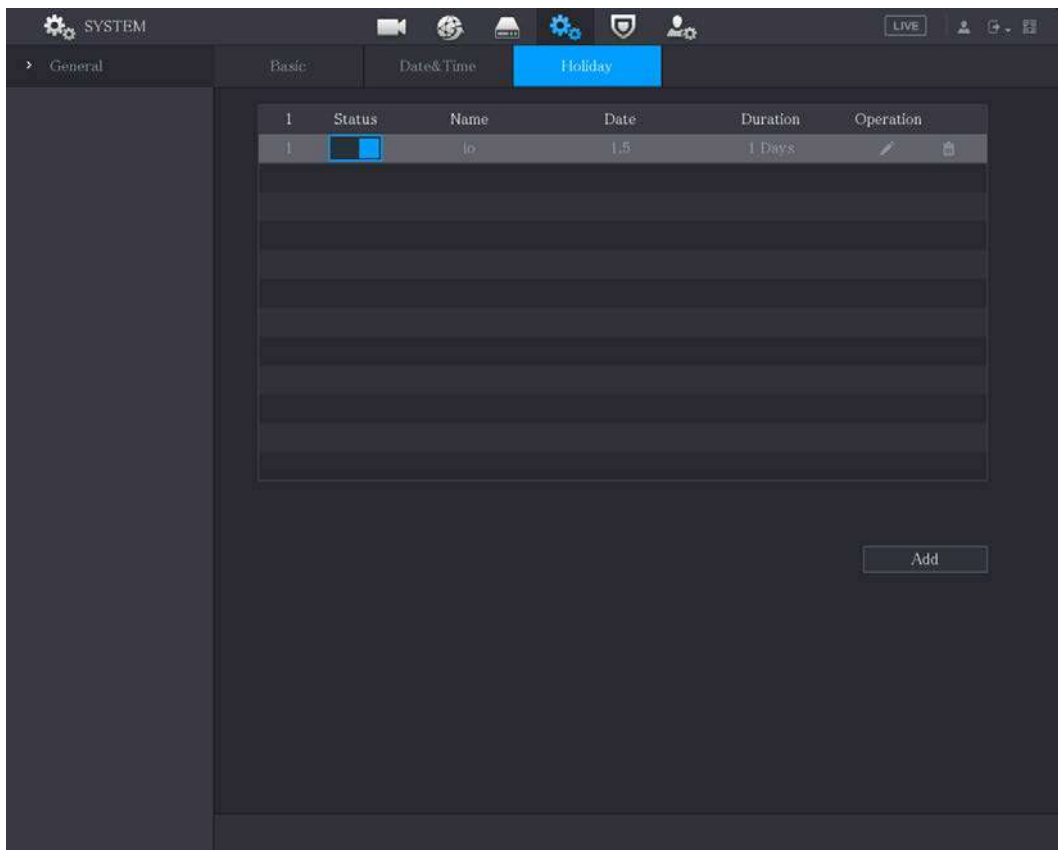 SYSTEM
LIVE
General
Basic
Date&Time
Holiday
1 Status Name Date Duration Operation
1 io 1.5 1 Days
Add